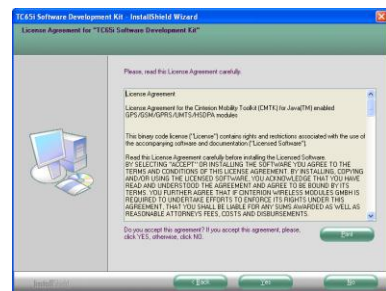 TC65i Software Development Kit - InstallShield Wizard
License Agreement for "TC65i Software Development Kit"
Please, read this License Agreement carefully.
License Agreement
License Agreement for the Cinterion Mobility Toolkit (CMTK) for Java(TM) enabled
GPS/GSM/GPRS/UMTS/HSDPA modules
This binary code license ("License") contains rights and restrictions associated with the use of
the accompanying software and documentation ("Licensed Software").
Read this License Agreement carefully before installing the Licensed Software.
BY SELECTING "ACCEPT" OR INSTALLING THE SOFTWARE YOU AGREE TO THE
TERMS AND CONDITIONS OF THIS LICENSE AGREEMENT. BY INSTALLING, COPYING
AND/OR USING THE LICENSED SOFTWARE, YOU ACKNOWLEDGE THAT YOU HAVE
READ AND UNDERSTOOD THE AGREEMENT AND AGREE TO BE BOUND BY ITS
TERMS. YOU FURTHER AGREE THAT IF CINTERION WIRELESS MODULES GMBH IS
REQUIRED TO UNDERTAKE EFFORTS TO ENFORCE ITS RIGHTS UNDER THIS
AGREEMENT, THAT YOU SHALL BE LIABLE FOR ANY SUMS AWARDED AS WELL AS
REASONABLE ATTORNEYS FEES, COSTS AND DISBURSEMENTS.
Do you accept this agreement? If you accept this agreement, please,
click YES, otherwise, click NO.
Print
InstallShield
< Back
Yes
No